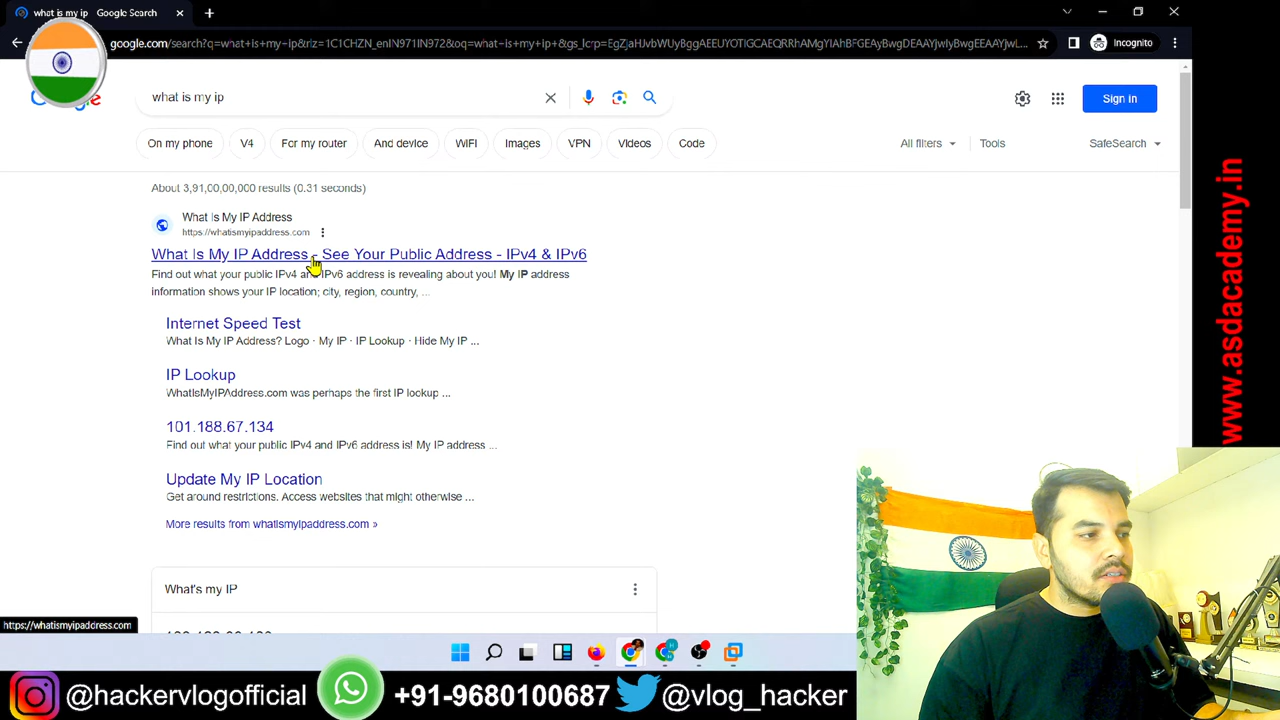 what is my ip - Google Search
google.com/search?q=what+is+my+ip&rlz=1C1CHZN_enIN971IN972&oq=what+is+my+ip+&gs_lcrp=
Incognito
what is my ip
Sign in
On my phone V4 For my router And device WiFi Images VPN Videos Code All filters Tools SafeSearch
About 3,91,00,00,000 results (0.31 seconds)
What Is My IP Address
https://whatismyipaddress.com
What Is My IP Address - See Your Public Address - IPv4 & IPv6
Find out what your public IPv4 and IPv6 address is revealing about you! My IP address
information shows your IP location; city, region, country, ...
Internet Speed Test
What Is My IP Address? Logo · My IP · IP Lookup · Hide My IP ...
IP Lookup
WhatIsMyIPAddress.com was perhaps the first IP lookup ...
101.188.67.134
Find out what your public IPv4 and IPv6 address is! My IP address ...
Update My IP Location
Get around restrictions. Access websites that might otherwise ...
More results from whatismyipaddress.com »
What's my IP
https://whatismyipaddress.com
www.asdacademy.in
@hackervlogofficial +91-9680100687 @vlog_hacker